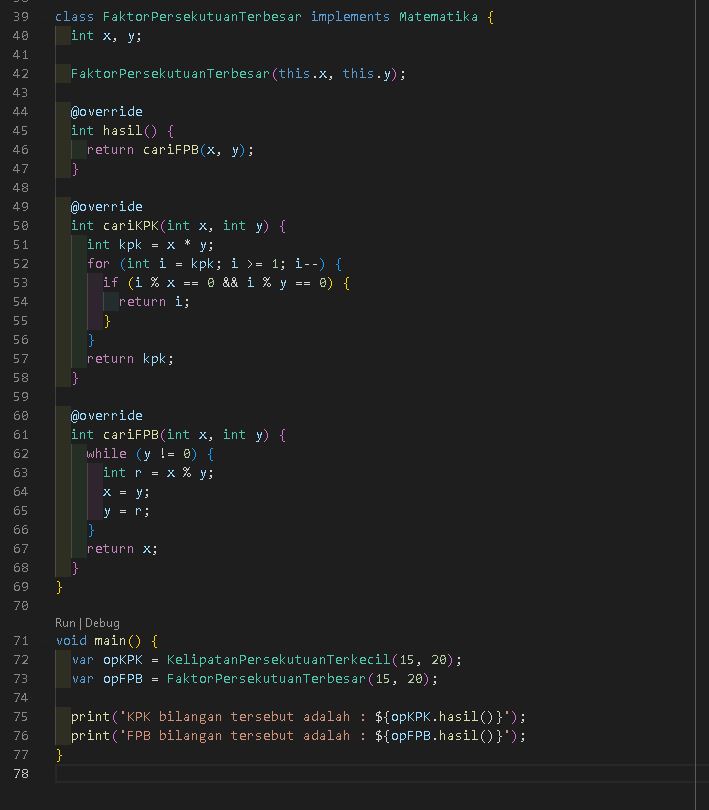 39 class FaktorPersekutuanTerbesar implements Matematika {
40 int x, y;
41
42 FaktorPersekutuanTerbesar(this.x, this.y);
43
44 @override
45 int hasil() {
46 return cariFPB(x, y);
47 }
48
49 @override
50 int cariKPK(int x, int y) {
51 int kpk = x * y;
52 for (int i = kpk; i >= 1; i--) {
53 if (i % x == 0 && i % y == 0) {
54 return i;
55 }
56 }
57 return kpk;
58 }
59
60 @override
61 int cariFPB(int x, int y) {
62 while (y != 0) {
63 int r = x % y;
64 x = y;
65 y = r;
66 }
67 return x;
68 }
69 }
70
Run | Debug
71 void main() {
72 var opKPK = KelipatanPersekutuanTerkecil(15, 20);
73 var opFPB = FaktorPersekutuanTerbesar(15, 20);
74
75 print('KPK bilangan tersebut adalah : ${opKPK.hasil()}');
76 print('FPB bilangan tersebut adalah : ${opFPB.hasil()}');
77 }
78